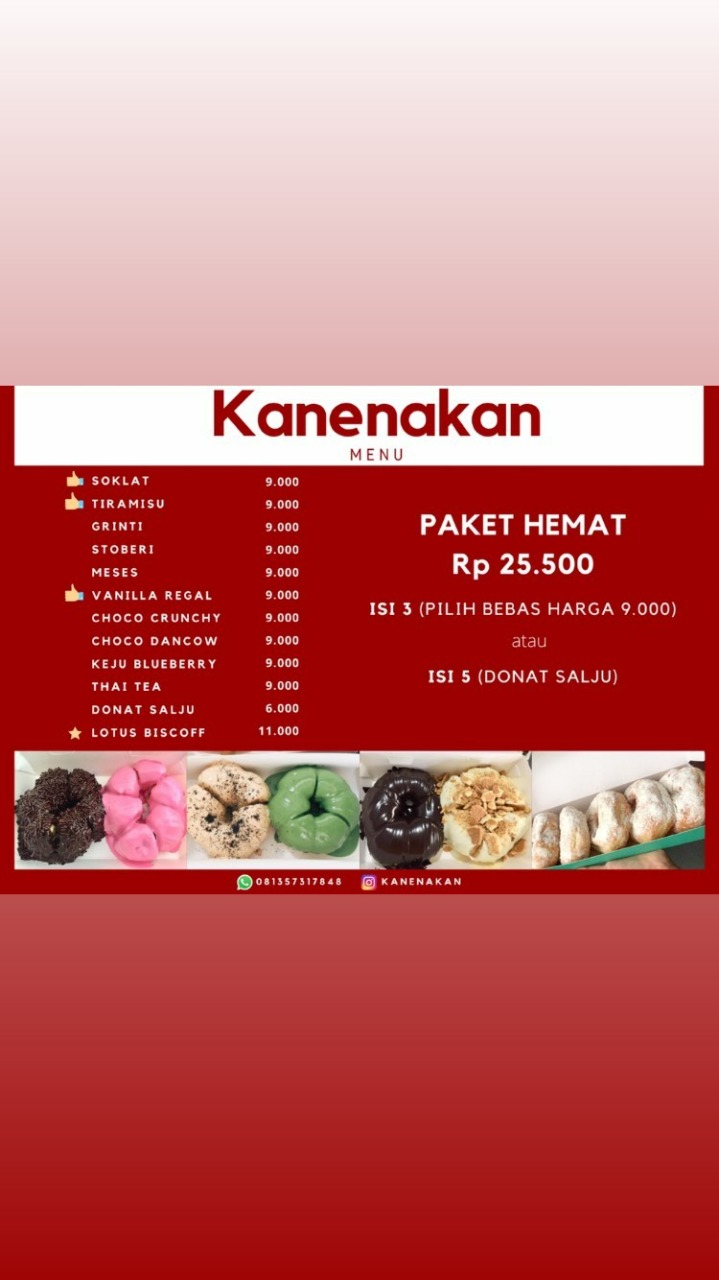 Kanenakan
MENU
SOKLAT 9.000
TIRAMISU 9.000
GRINTI 9.000
STOBERI 9.000
MESES 9.000
VANILLA REGAL 9.000
CHOCO CRUNCHY 9.000
CHOCO DANCOW 9.000
KEJU BLUEBERRY 9.000
THAI TEA 9.000
DONAT SALJU 6.000
LOTUS BISCOFF 11.000
PAKET HEMAT
Rp 25.500
ISI 3 (PILIH BEBAS HARGA 9.000)
atau
ISI 5 (DONAT SALJU)
081357317848 KANENAKAN